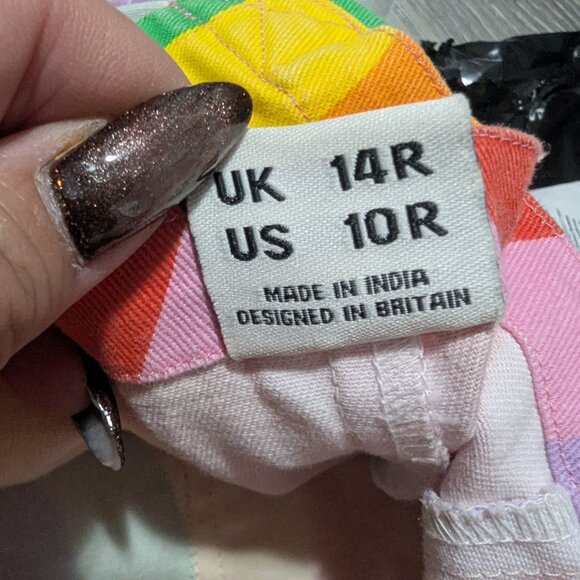 UK 14R
US 10R
MADE IN INDIA
DESIGNED IN BRITAIN